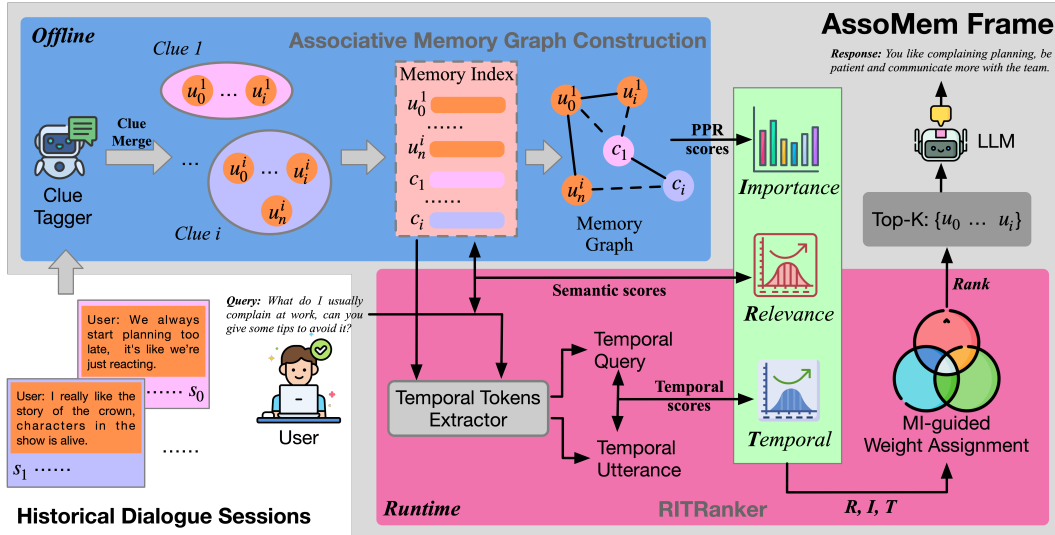 AssoMem Frame
Offline
Associative Memory Graph Construction
Response: You like complaining planning, be
patient and communicate more with the team.
Clue 1
u_0^1 … u_i^1
Clue
Merge
...
u_0^i … u_i^i
u_n^i
Clue i
Clue
Tagger
Memory Index
u_0^1
......
u_n^i
c_1
......
c_i
u_0^1
u_i^1
c_1
u_n^i
c_i
Memory
Graph
PPR
scores
Importance
Relevance
Temporal
LLM
Top-K: {u_0 … u_i}
Rank
MI-guided
Weight Assignment
Semantic scores
Query: What do I usually
complain at work, can you
give some tips to avoid it?
User
Temporal Tokens
Extractor
Temporal
Query
Temporal
scores
Temporal
Utterance
R, I, T
Runtime
RITRanker
User: We always
start planning too
late, it's like we're
just reacting.
...... s_0
User: I really like the
story of the crown,
characters in the
show is alive.
s_1 ......
......
Historical Dialogue Sessions